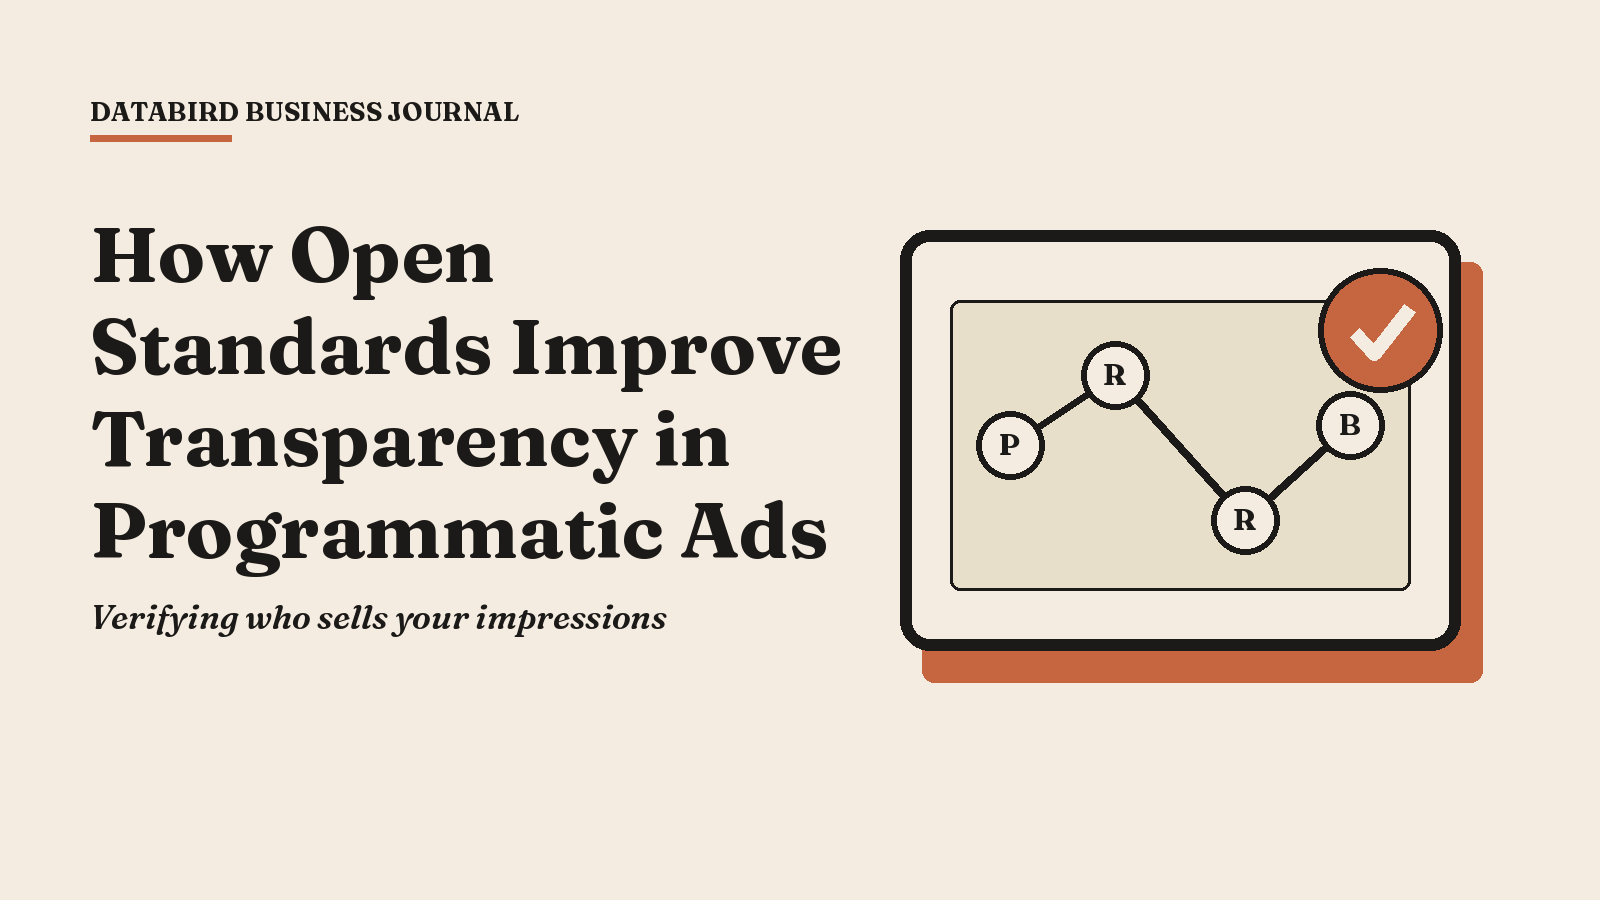 DATABIRD BUSINESS JOURNAL
How Open
Standards Improve
Transparency in
Programmatic Ads
Verifying who sells your impressions
P
R
R
B